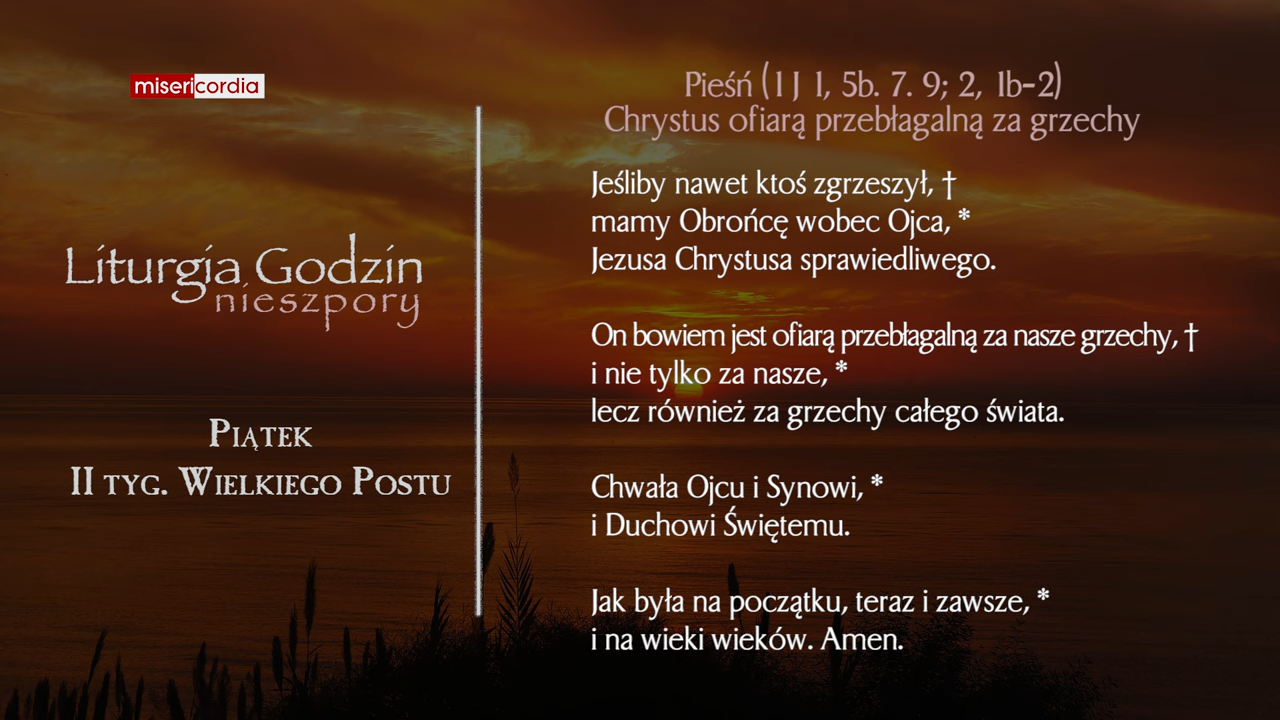 misericordia
Liturgia Godzin
nieszpory
Piątek
II tyg. Wielkiego Postu
Pieśń (1 J 1, 5b. 7. 9; 2, 1b-2)
Chrystus ofiarą przebłagalną za grzechy
Jeśliby nawet ktoś zgrzeszył, †
mamy Obrońcę wobec Ojca, *
Jezusa Chrystusa sprawiedliwego.
On bowiem jest ofiarą przebłagalną za nasze grzechy, †
i nie tylko za nasze, *
lecz również za grzechy całego świata.
Chwała Ojcu i Synowi, *
i Duchowi Świętemu.
Jak była na początku, teraz i zawsze, *
i na wieki wieków. Amen.